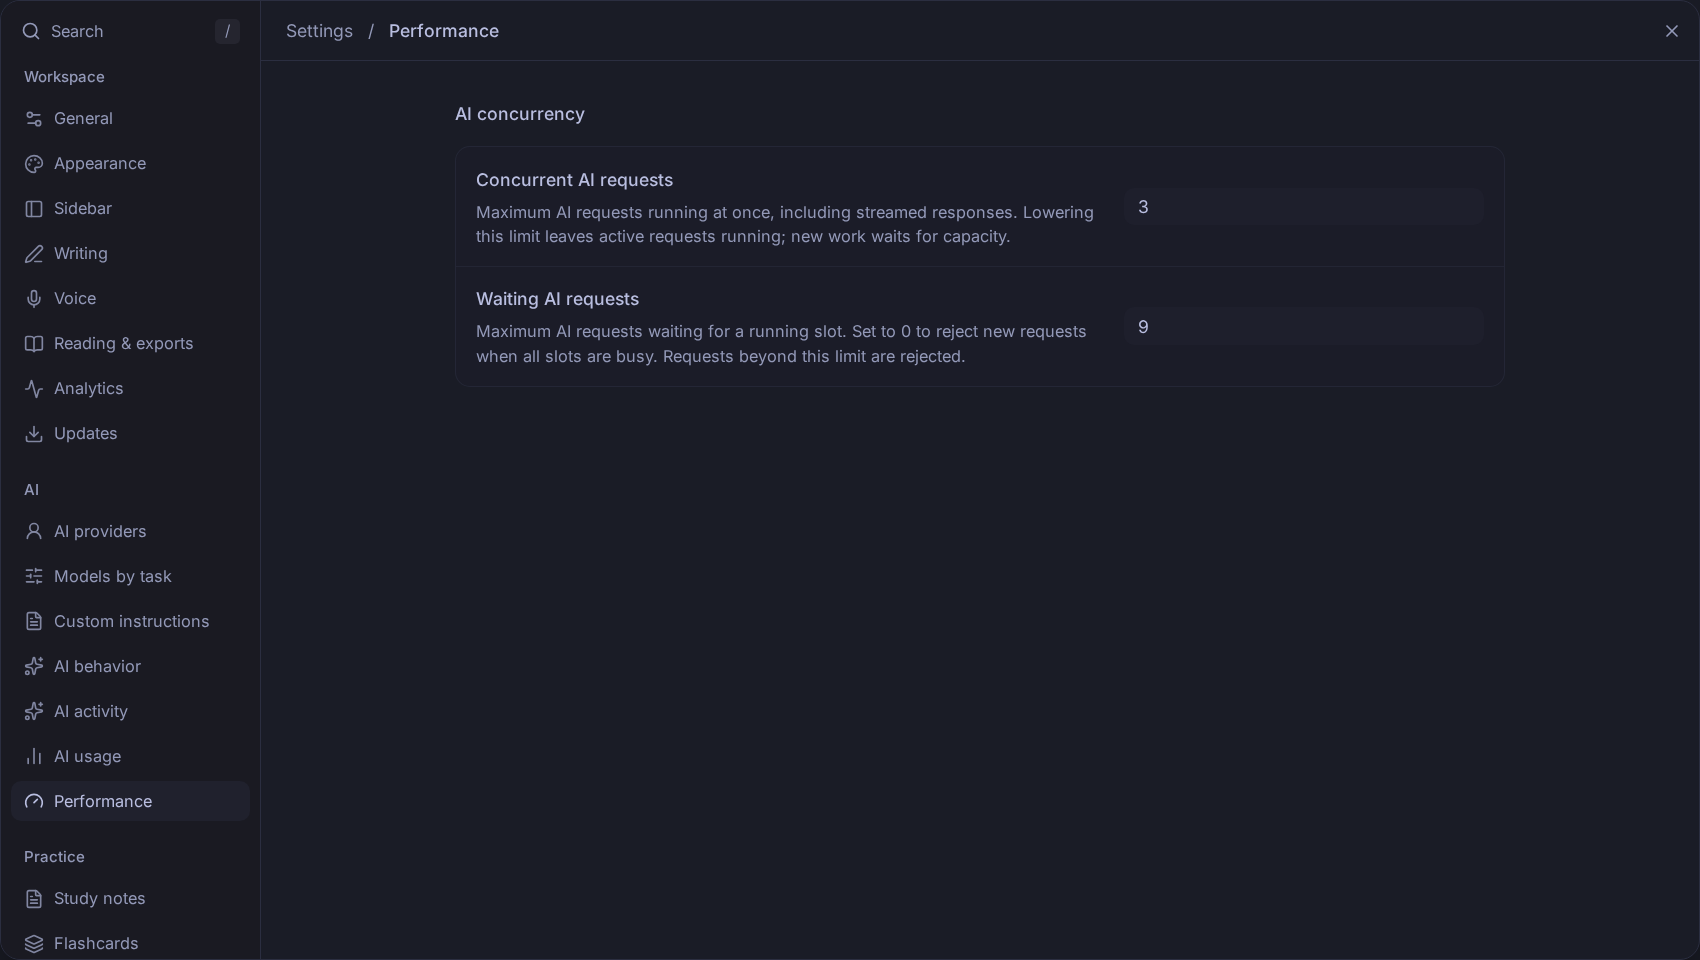 Search /
Workspace
General
Appearance
Sidebar
Writing
Voice
Reading & exports
Analytics
Updates
AI
AI providers
Models by task
Custom instructions
AI behavior
AI activity
AI usage
Performance
Practice
Study notes
Flashcards
Settings / Performance
AI concurrency
Concurrent AI requests
Maximum AI requests running at once, including streamed responses. Lowering
this limit leaves active requests running; new work waits for capacity.
3
Waiting AI requests
Maximum AI requests waiting for a running slot. Set to 0 to reject new requests
when all slots are busy. Requests beyond this limit are rejected.
9